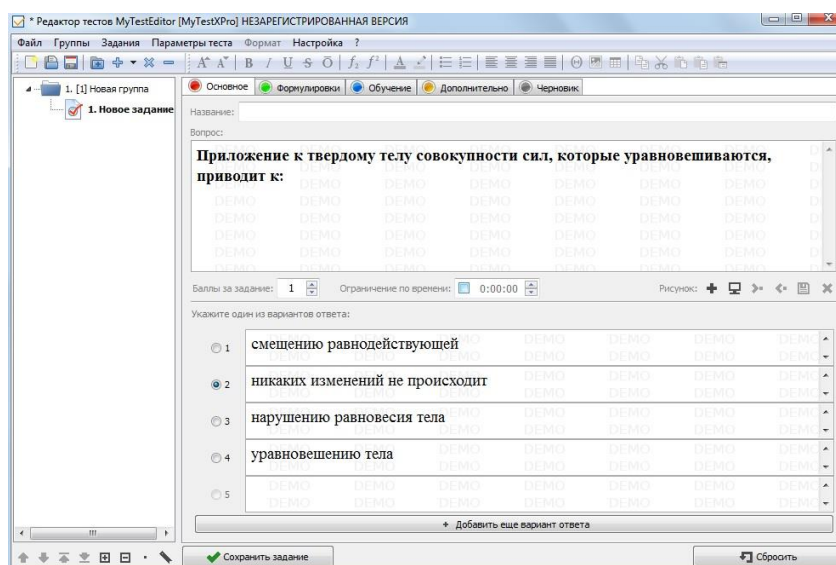 * Редактор тестов MyTestEditor [MyTestXPro] НЕЗАРЕГИСТРИРОВАННАЯ ВЕРСИЯ
Файл Группы Задания Параметры теста Формат Настройка ?
1. [1] Новая группа
1. Новое задание
Основное Формулировки Обучение Дополнительно Черновик
Название:
Вопрос:
Приложение к твердому телу совокупности сил, которые уравновешиваются,
приводит к:
Баллы за задание: 1 Ограничение по времени: 0:00:00 Рисунок:
Укажите один из вариантов ответа:
1 смещению равнодействующей
2 никаких изменений не происходит
3 нарушению равновесия тела
4 уравновешению тела
5
+ Добавить еще вариант ответа
Сохранить задание Сбросить